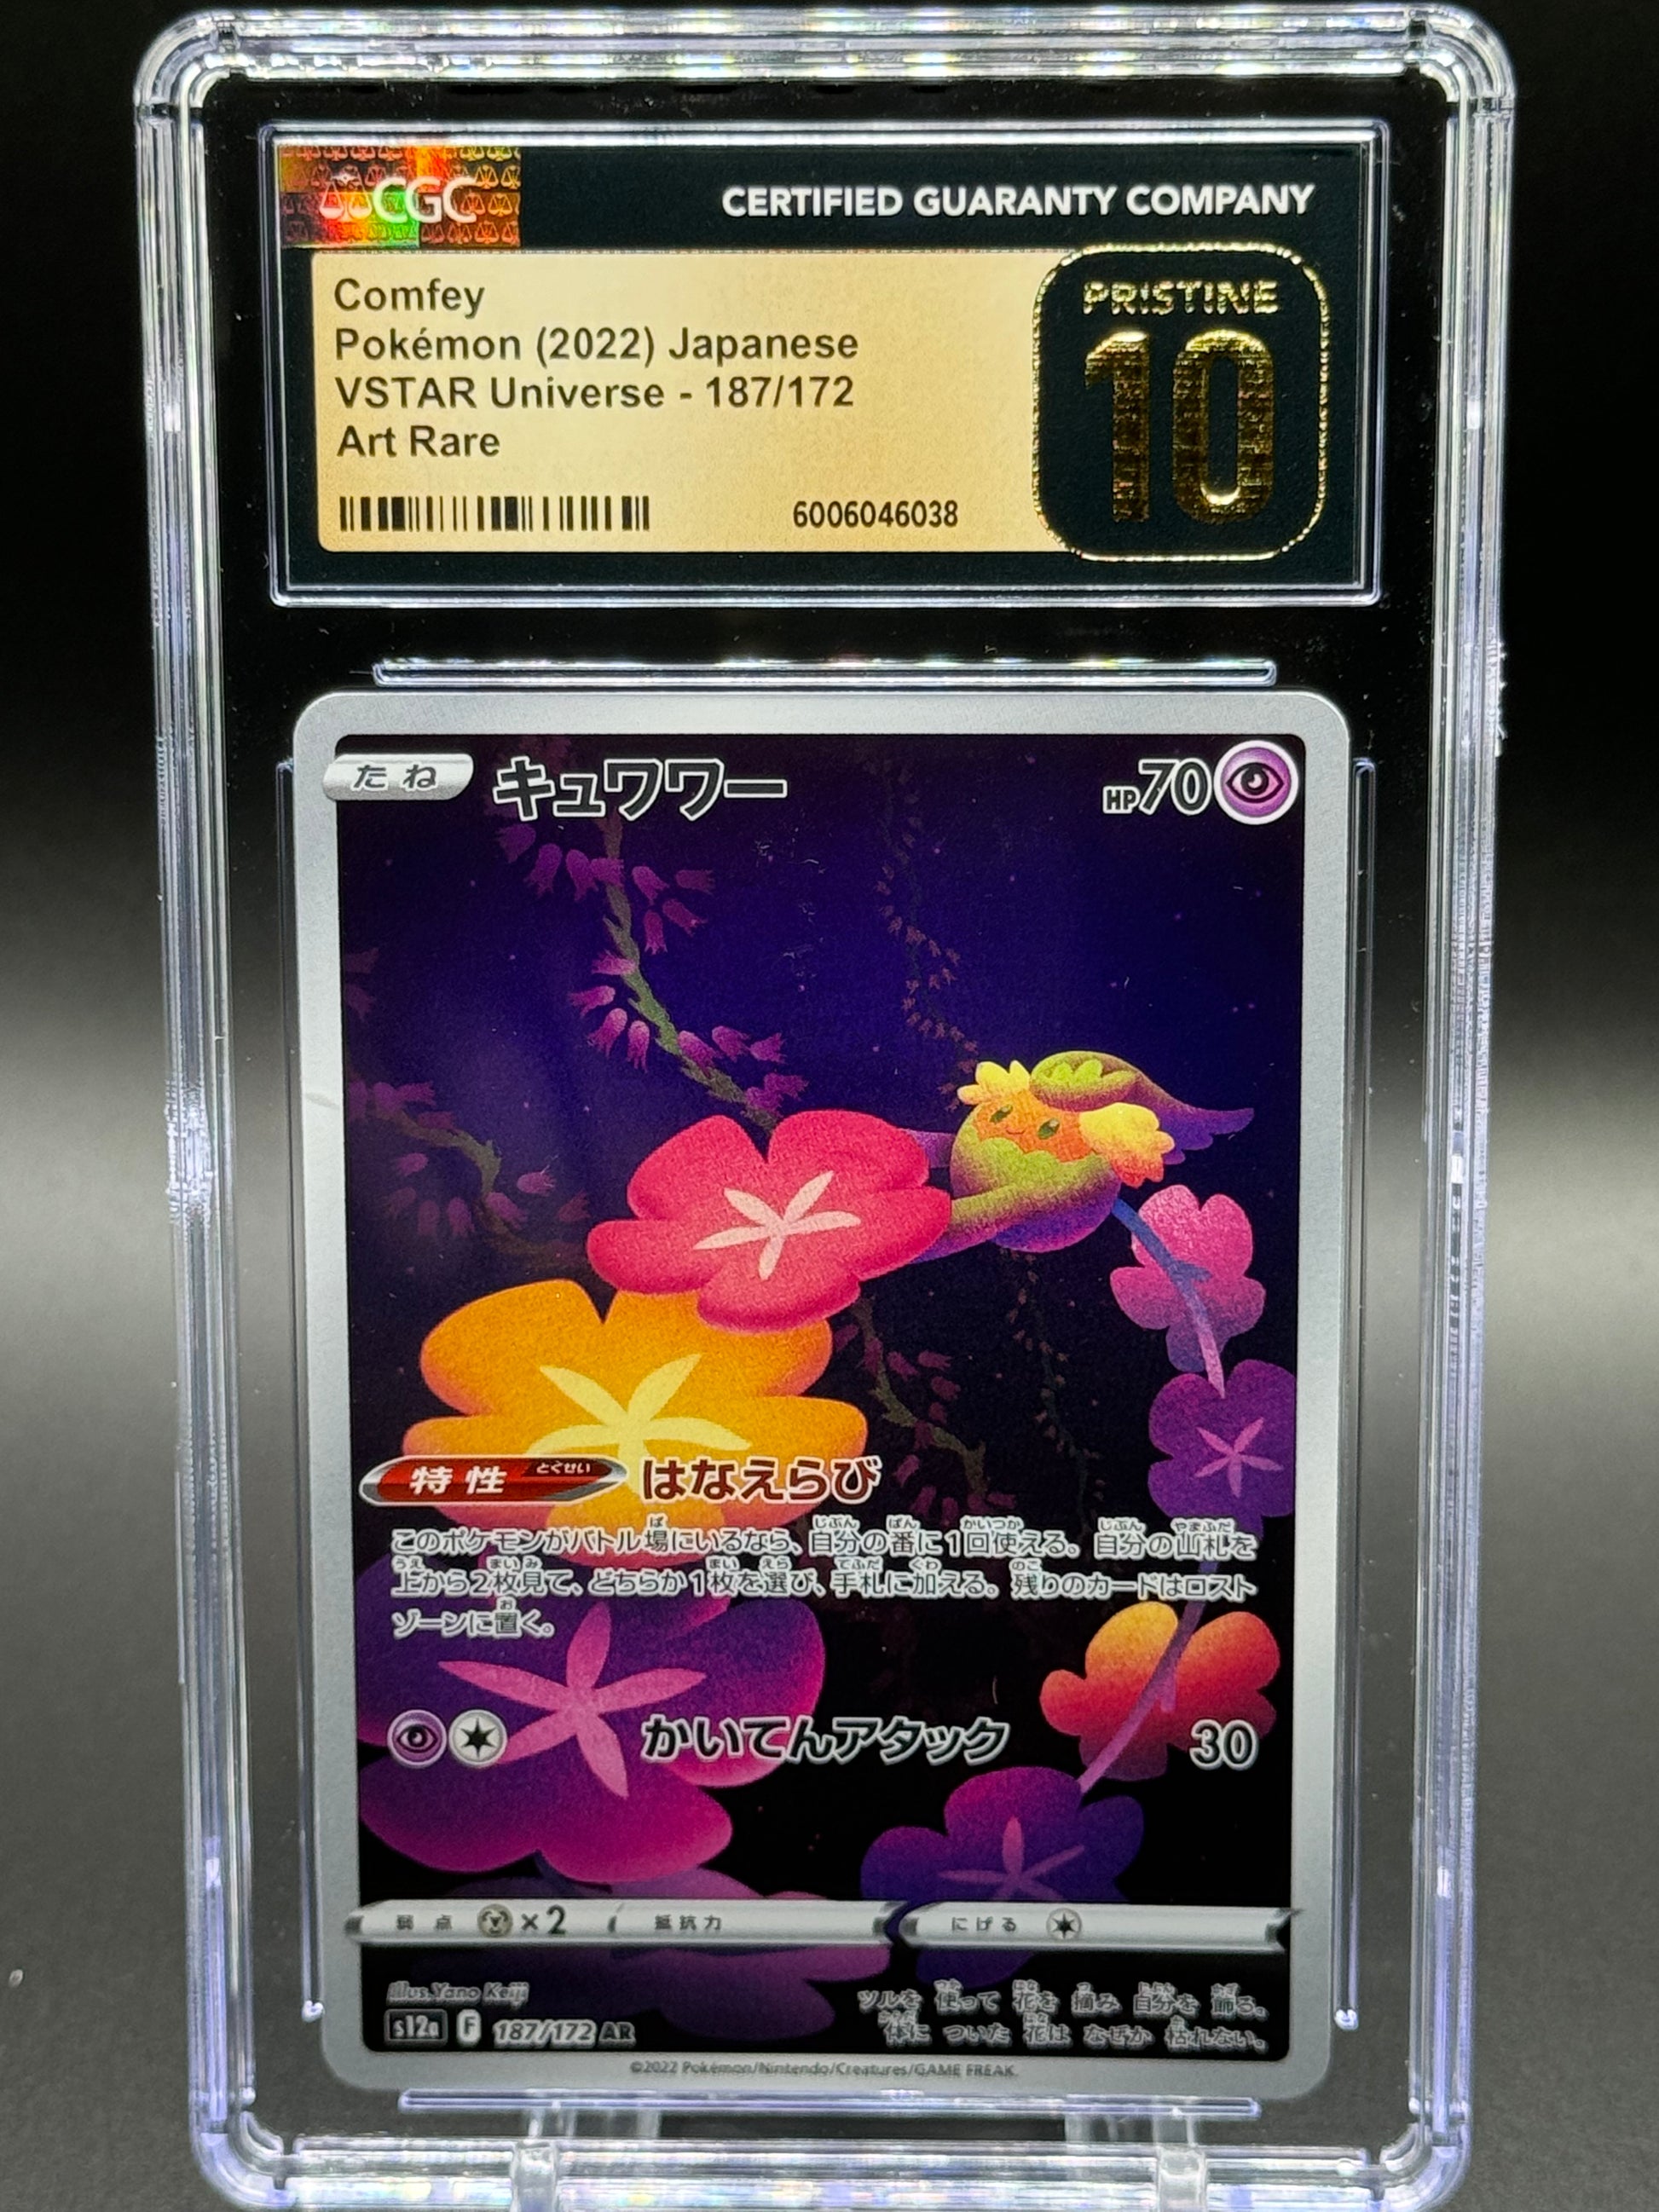 CGC
CERTIFIED GUARANTY COMPANY
Comfey
Pokémon (2022) Japanese
VSTAR Universe - 187/172
Art Rare
6006046038
PRISTINE
10
たね
キュワワー
HP70
特性
とくせい
はなえらび
このポケモンがバトル場にいるなら、自分の番に1回使える。自分の山札を
上から2枚見て、どちらか1枚を選び、手札に加える。残りのカードはロスト
ゾーンに置く。
かいてんアタック 30
弱点 ×2 抵抗力 にげる
illus.Yano Keiji
s12a F 187/172 AR
ツルを 使って 花を 摘み 自分を 飾る。
体に ついた 花は なぜか 枯れない。
©2022 Pokémon/Nintendo/Creatures/GAME FREAK.